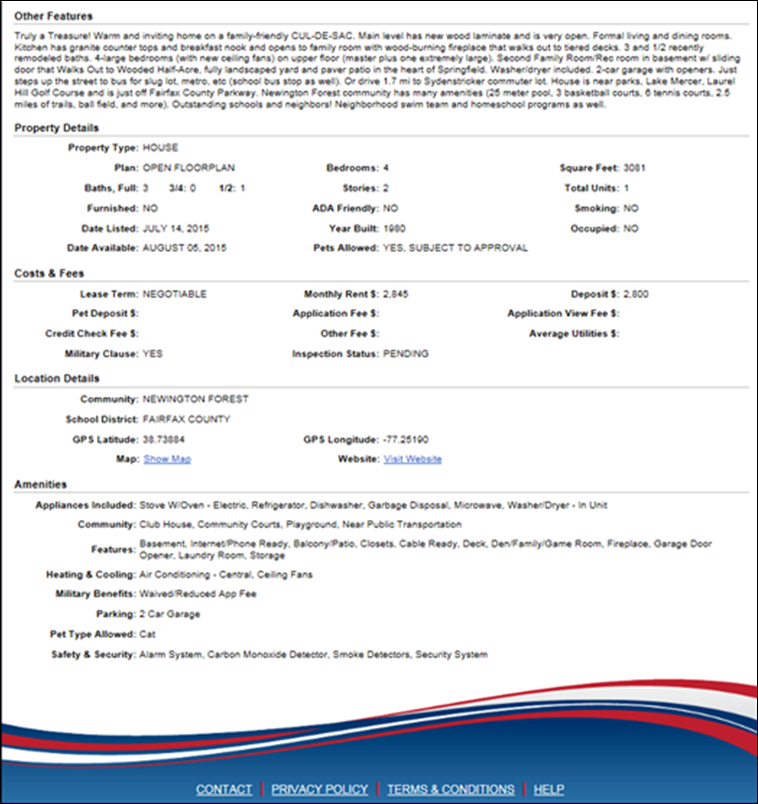 Other Features
Truly a Treasure! Warm and inviting home on a family-friendly CUL-DE-SAC. Main level has new wood laminate and is very open. Formal living and dining rooms.
Kitchen has granite counter tops and breakfast nook and opens to family room with wood-burning fireplace that walks out to tiered decks. 3 and 1/2 recently
remodeled baths. 4-large bedrooms (with new ceiling fans) on upper floor (master plus one extremely large). Second Family Room/Rec room in basement w/ sliding
door that Walks Out to Wooded Half-Acre, fully landscaped yard and paver patio in the heart of Springfield. Washer/dryer included. 2-car garage with openers. Just
steps up the street to bus for slug lot, metro, etc (school bus stop as well). Or drive 1.7 mi to Sydenstricker commuter lot. House is near parks, Lake Mercer, Laurel
Hill Golf Course and is just off Fairfax County Parkway. Newington Forest community has many amenities (25 meter pool, 3 basketball courts, 6 tennis courts, 2.5
miles of trails, ball field, and more). Outstanding schools and neighbors! Neighborhood swim team and homeschool programs as well.
Property Details
Property Type: HOUSE
Plan: OPEN FLOORPLAN Bedrooms: 4 Square Feet: 3081
Baths, Full: 3 3/4: 0 1/2: 1 Stories: 2 Total Units: 1
Furnished: NO ADA Friendly: NO Smoking: NO
Date Listed: JULY 14, 2015 Year Built: 1980 Occupied: NO
Date Available: AUGUST 05, 2015 Pets Allowed: YES, SUBJECT TO APPROVAL
Costs & Fees
Lease Term: NEGOTIABLE Monthly Rent $: 2,845 Deposit $: 2,800
Pet Deposit $: Application Fee $: Application View Fee $:
Credit Check Fee $: Other Fee $: Average Utilities $:
Military Clause: YES Inspection Status: PENDING
Location Details
Community: NEWINGTON FOREST
School District: FAIRFAX COUNTY
GPS Latitude: 38.73884 GPS Longitude: -77.25190
Map: Show Map Website: Visit Website
Amenities
Appliances Included: Stove W/Oven - Electric, Refrigerator, Dishwasher, Garbage Disposal, Microwave, Washer/Dryer - In Unit
Community: Club House, Community Courts, Playground, Near Public Transportation
Features: Basement, Internet/Phone Ready, Balcony/Patio, Closets, Cable Ready, Deck, Den/Family/Game Room, Fireplace, Garage Door
Opener, Laundry Room, Storage
Heating & Cooling: Air Conditioning - Central, Ceiling Fans
Military Benefits: Waived/Reduced App Fee
Parking: 2 Car Garage
Pet Type Allowed: Cat
Safety & Security: Alarm System, Carbon Monoxide Detector, Smoke Detectors, Security System
CONTACT | PRIVACY POLICY | TERMS & CONDITIONS | HELP